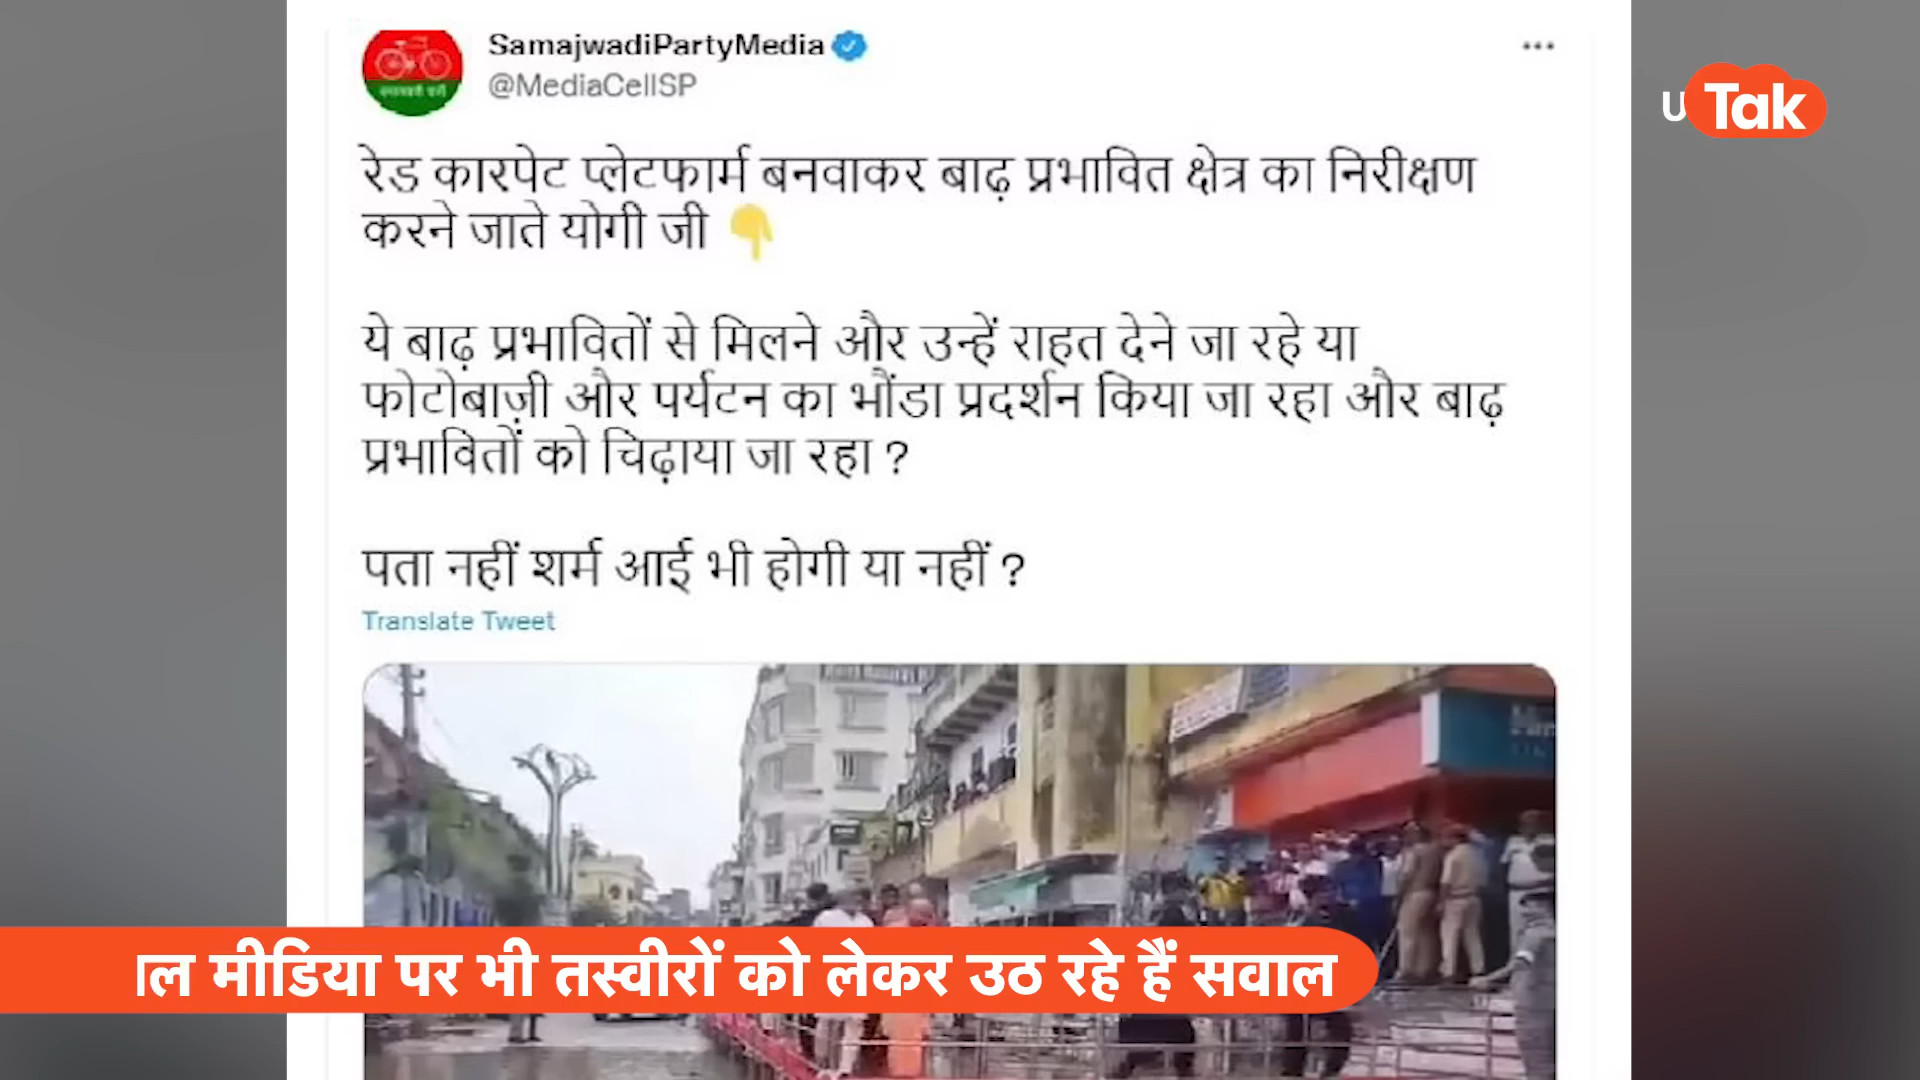 SamajwadiPartyMedia
@MediaCellSP
रेड कारपेट प्लेटफार्म बनवाकर बाढ़ प्रभावित क्षेत्र का निरीक्षण
करने जाते योगी जी 👇
ये बाढ़ प्रभावितों से मिलने और उन्हें राहत देने जा रहे या
फोटोबाज़ी और पर्यटन का भौंडा प्रदर्शन किया जा रहा और बाढ़
प्रभावितों को चिढ़ाया जा रहा ?
पता नहीं शर्म आई भी होगी या नहीं ?
Translate Tweet
U Tak
ल मीडिया पर भी तस्वीरों को लेकर उठ रहे हैं सवाल